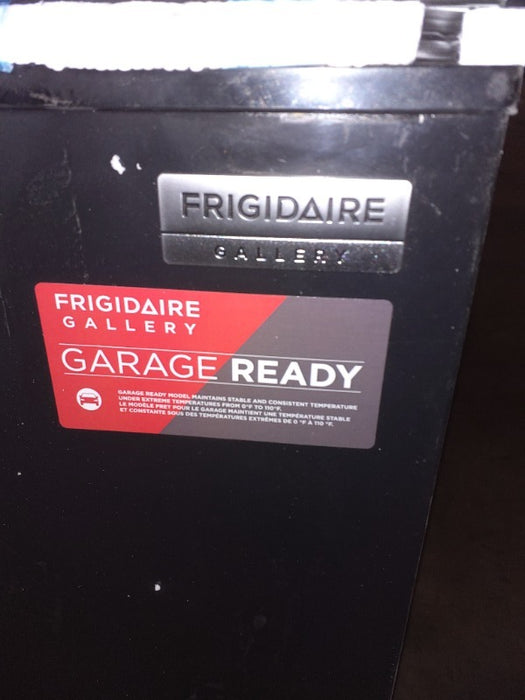 FRIGIDAIRE
GALLERY
FRIGIDAIRE
GALLERY
GARAGE READY
GARAGE READY MODEL MAINTAINS STABLE AND CONSISTENT TEMPERATURE
UNDER EXTREME TEMPERATURES FROM 0°F TO 110°F.
LE MODÈLE PRET POUR LE GARAGE MAINTIENT UNE TEMPÉRATURE STABLE
ET CONSTANTE SOUS DES TEMPÉRATURES EXTRÊMES DE 0 °F À 110 °F.